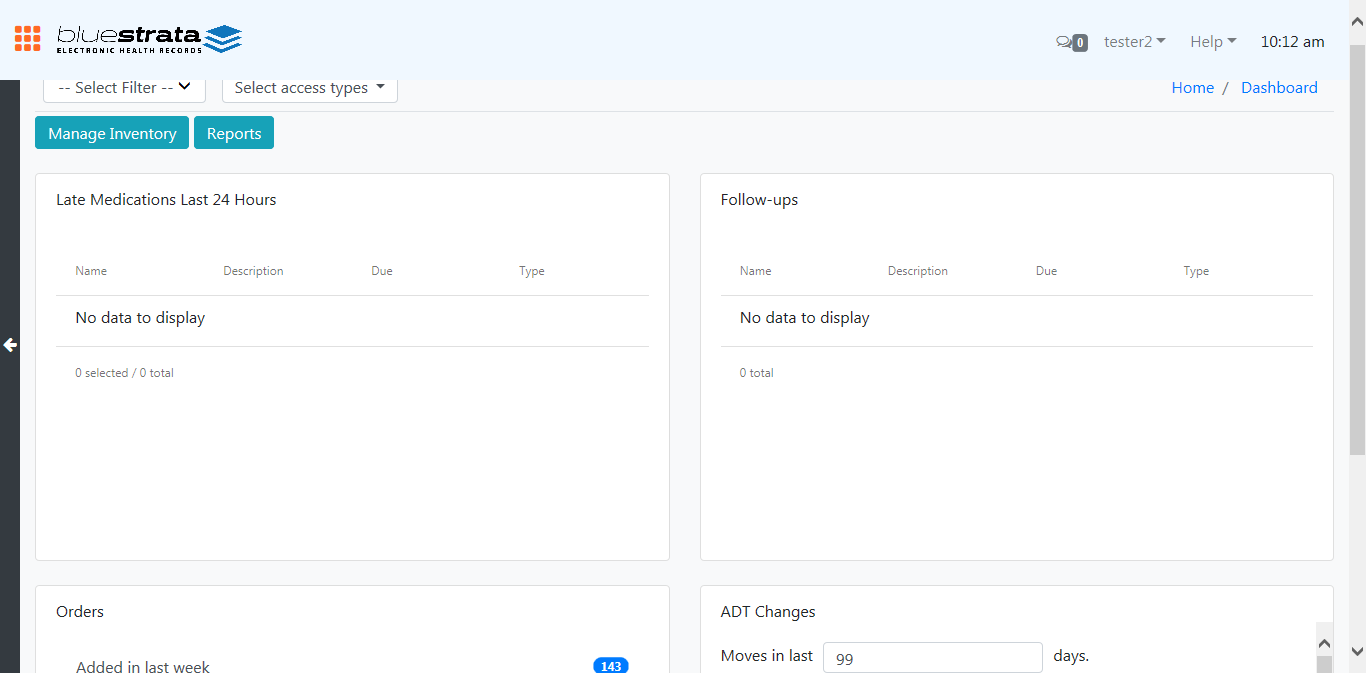 bluestrata
ELECTRONIC HEALTH RECORDS
0 tester2 Help 10:12 am
-- Select Filter -- Select access types Home / Dashboard
Manage Inventory Reports
Late Medications Last 24 Hours
Name Description Due Type
No data to display
0 selected / 0 total
Follow-ups
Name Description Due Type
No data to display
0 total
Orders
Added in last week 143
ADT Changes
Moves in last 99 days.